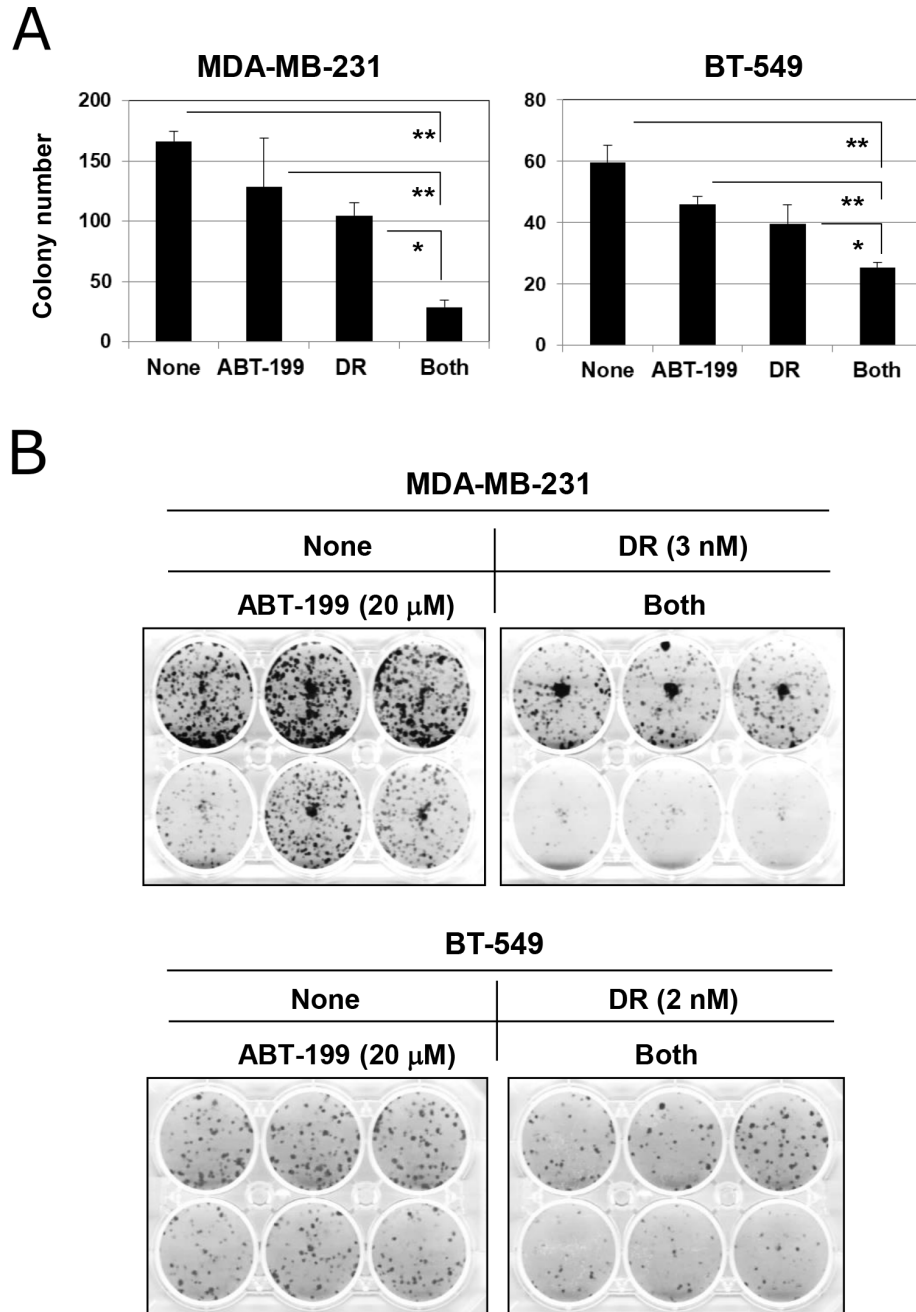 A
MDA-MB-231
Colony number
200
150
100
50
0
**
**
*
None ABT-199 DR Both
BT-549
80
60
40
20
0
**
**
*
None ABT-199 DR Both
B
MDA-MB-231
None DR (3 nM)
ABT-199 (20 μM) Both
BT-549
None DR (2 nM)
ABT-199 (20 μM) Both